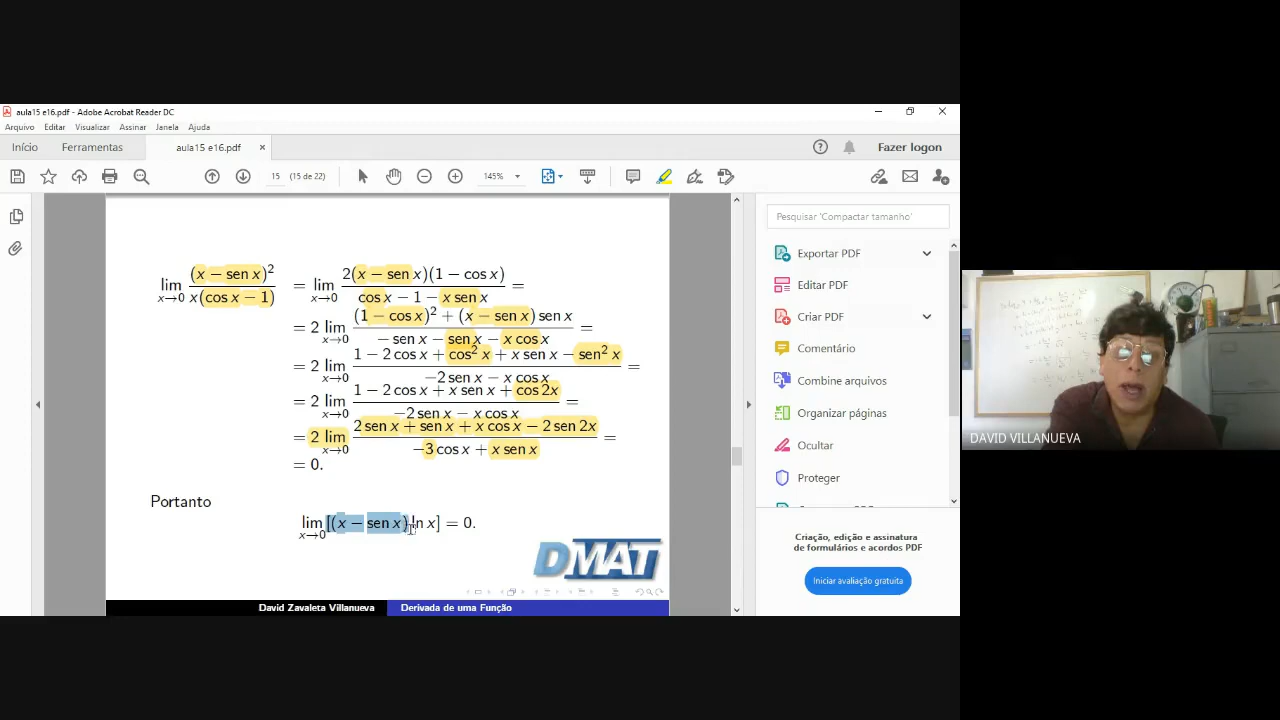 aula15 e16.pdf - Adobe Acrobat Reader DC
Arquivo Editar Visualizar Assinar Janela Ajuda
Início Ferramentas aula15 e16.pdf × Fazer logon
15 (15 de 22) 145%
Pesquisar 'Compactar tamanho'
Exportar PDF
Editar PDF
Criar PDF
Comentário
Combine arquivos
Organizar páginas
Ocultar
Proteger
Criação, edição e assinatura
de formulários e acordos PDF
Iniciar avaliação gratuita
lim x→0 (x − sen x)² / x(cos x − 1) = lim x→0 2(x − sen x)(1 − cos x) / cos x − 1 − x sen x =
= 2 lim x→0 (1 − cos x)² + (x − sen x) sen x / − sen x − sen x − x cos x =
= 2 lim x→0 1 − 2 cos x + cos² x + x sen x − sen² x / −2 sen x − x cos x =
= 2 lim x→0 1 − 2 cos x + x sen x + cos 2x / −2 sen x − x cos x =
= 2 lim x→0 2 sen x + sen x + x cos x − 2 sen 2x / −3 cos x + x sen x =
= 0.
Portanto
lim x→0 [(x − sen x) ln x] = 0.
DMAT
David Zavaleta Villanueva Derivada de uma Função
DAVID VILLANUEVA